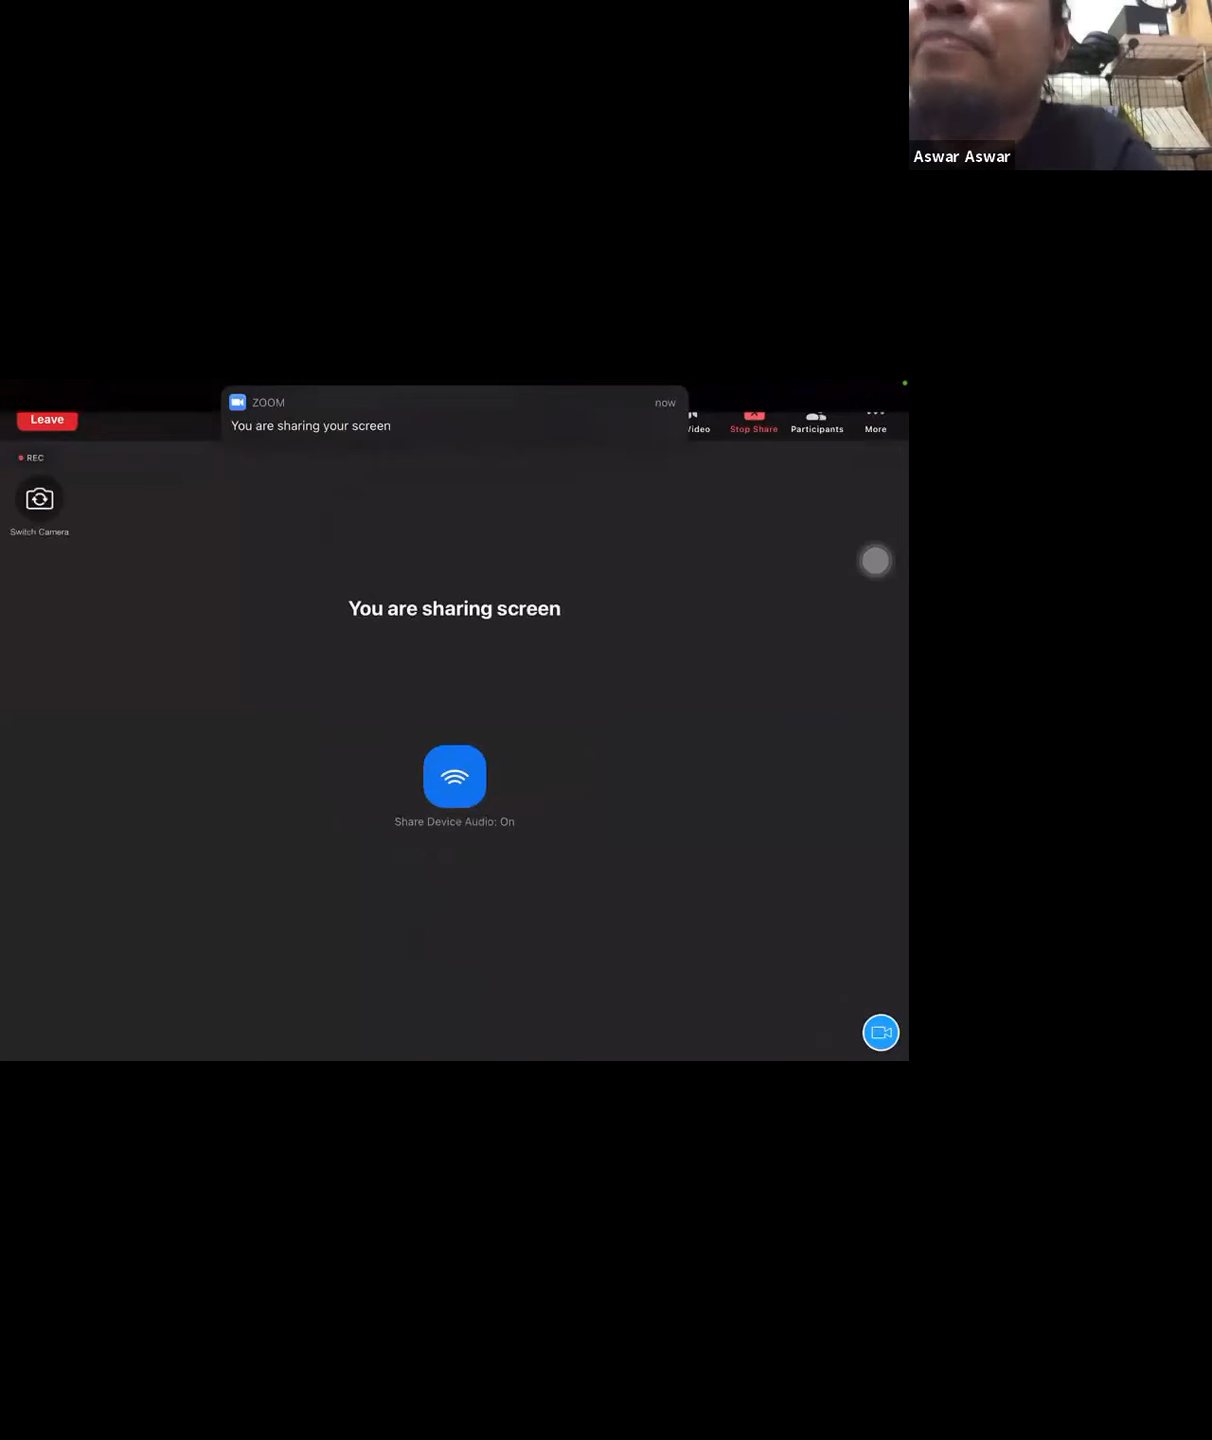 Aswar Aswar
ZOOM
now
You are sharing your screen
Leave
Video
Stop Share
Participants
More
REC
Switch Camera
You are sharing screen
Share Device Audio: On